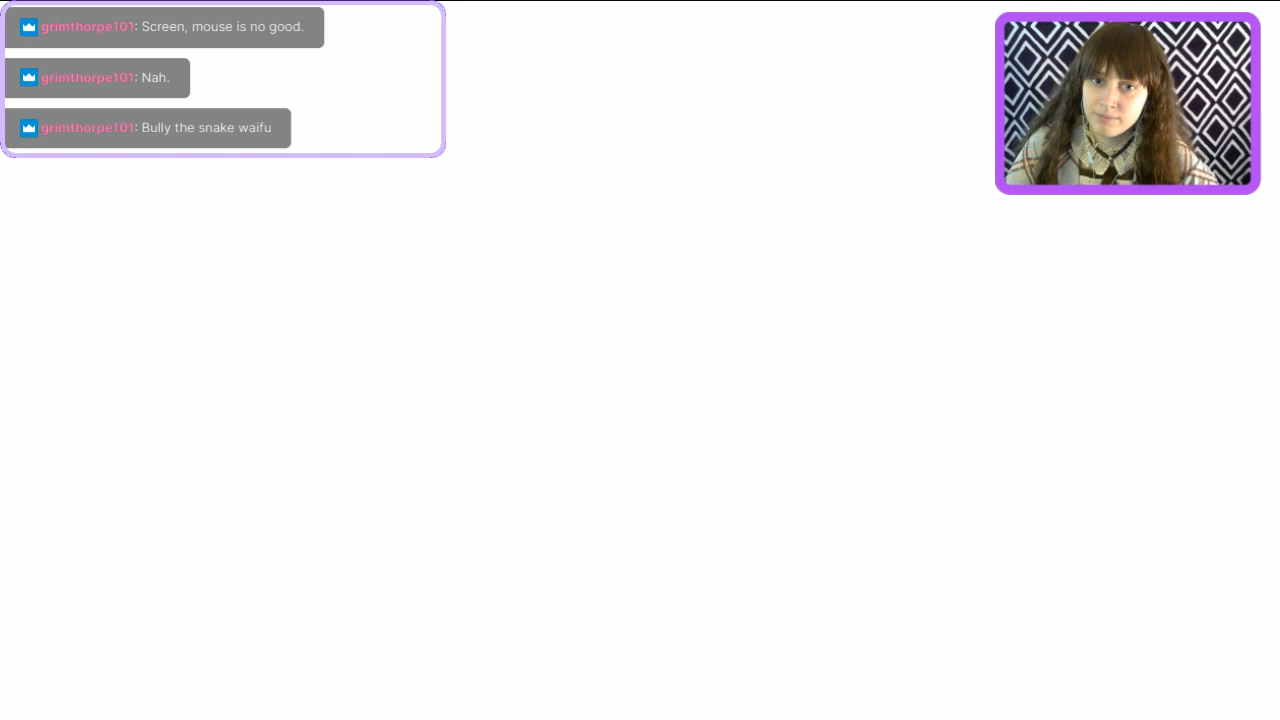 grimthorpe101: Screen, mouse is no good.
grimthorpe101: Nah.
grimthorpe101: Bully the snake waifu